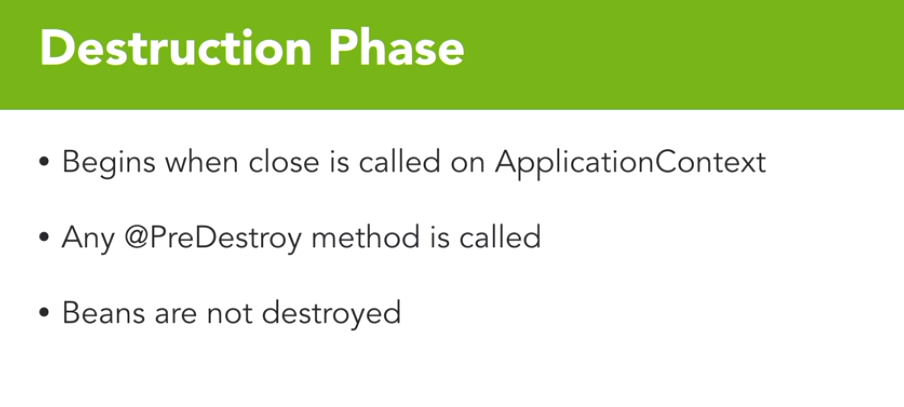 Destruction Phase
• Begins when close is called on ApplicationContext
• Any @PreDestroy method is called
• Beans are not destroyed